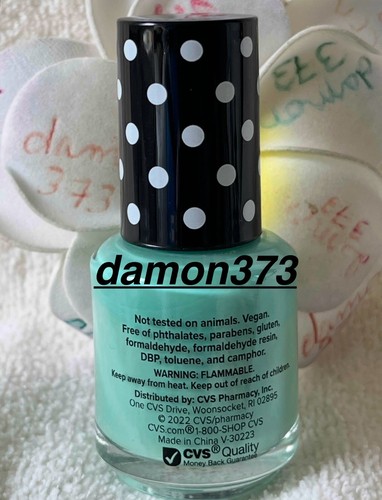 373
damon
dam
373
373
damon373
Not tested on animals. Vegan.
Free of phthalates, parabens, gluten,
formaldehyde, formaldehyde resin,
DBP, toluene, and camphor.
WARNING: FLAMMABLE.
Keep away from heat. Keep out of reach of children.
Distributed by: CVS Pharmacy, Inc.
One CVS Drive, Woonsocket, RI 02895
© 2022 CVS/pharmacy
CVS.com® 1-800-SHOP CVS
Made in China V-30223
CVS® Quality
Money Back Guarantee